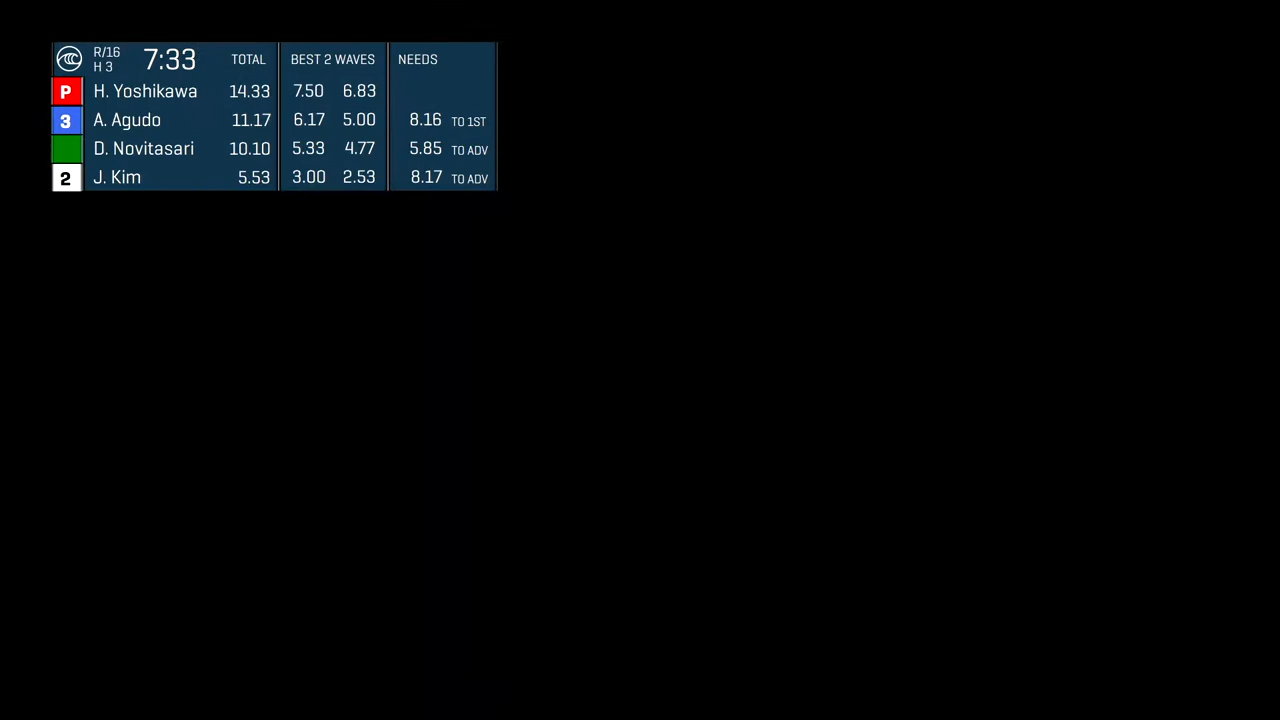 R/16 H 3 7:33 TOTAL BEST 2 WAVES NEEDS
P H. Yoshikawa 14.33 7.50 6.83
3 A. Agudo 11.17 6.17 5.00 8.16 TO 1ST
D. Novitasari 10.10 5.33 4.77 5.85 TO ADV
2 J. Kim 5.53 3.00 2.53 8.17 TO ADV